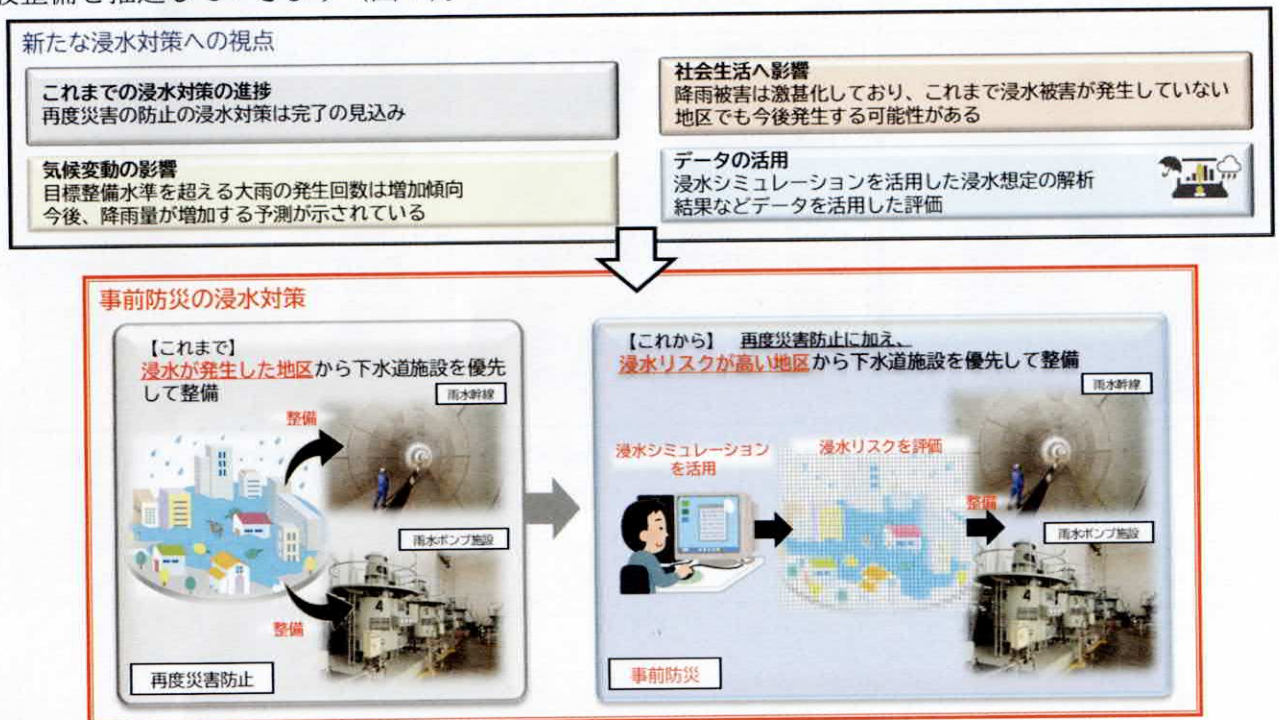 新たな浸水対策への視点
これまでの浸水対策の進捗
再度災害の防止の浸水対策は完了の見込み
社会生活へ影響
降雨被害は激甚化しており、これまで浸水被害が発生していない
地区でも今後発生する可能性がある
気候変動の影響
目標整備水準を超える大雨の発生回数は増加傾向
今後、降雨量が増加する予測が示されている
データの活用
浸水シミュレーションを活用した浸水想定の解析
結果などデータを活用した評価
事前防災の浸水対策
【これまで】
浸水が発生した地区から下水道施設を優先
して整備
雨水幹線
整備
雨水ポンプ施設
4
整備
再度災害防止
【これから】 再度災害防止に加え、
浸水リスクが高い地区から下水道施設を優先して整備
雨水幹線
浸水シミュレーション
を活用
浸水リスクを評価
整備
雨水ポンプ施設
4
事前防災